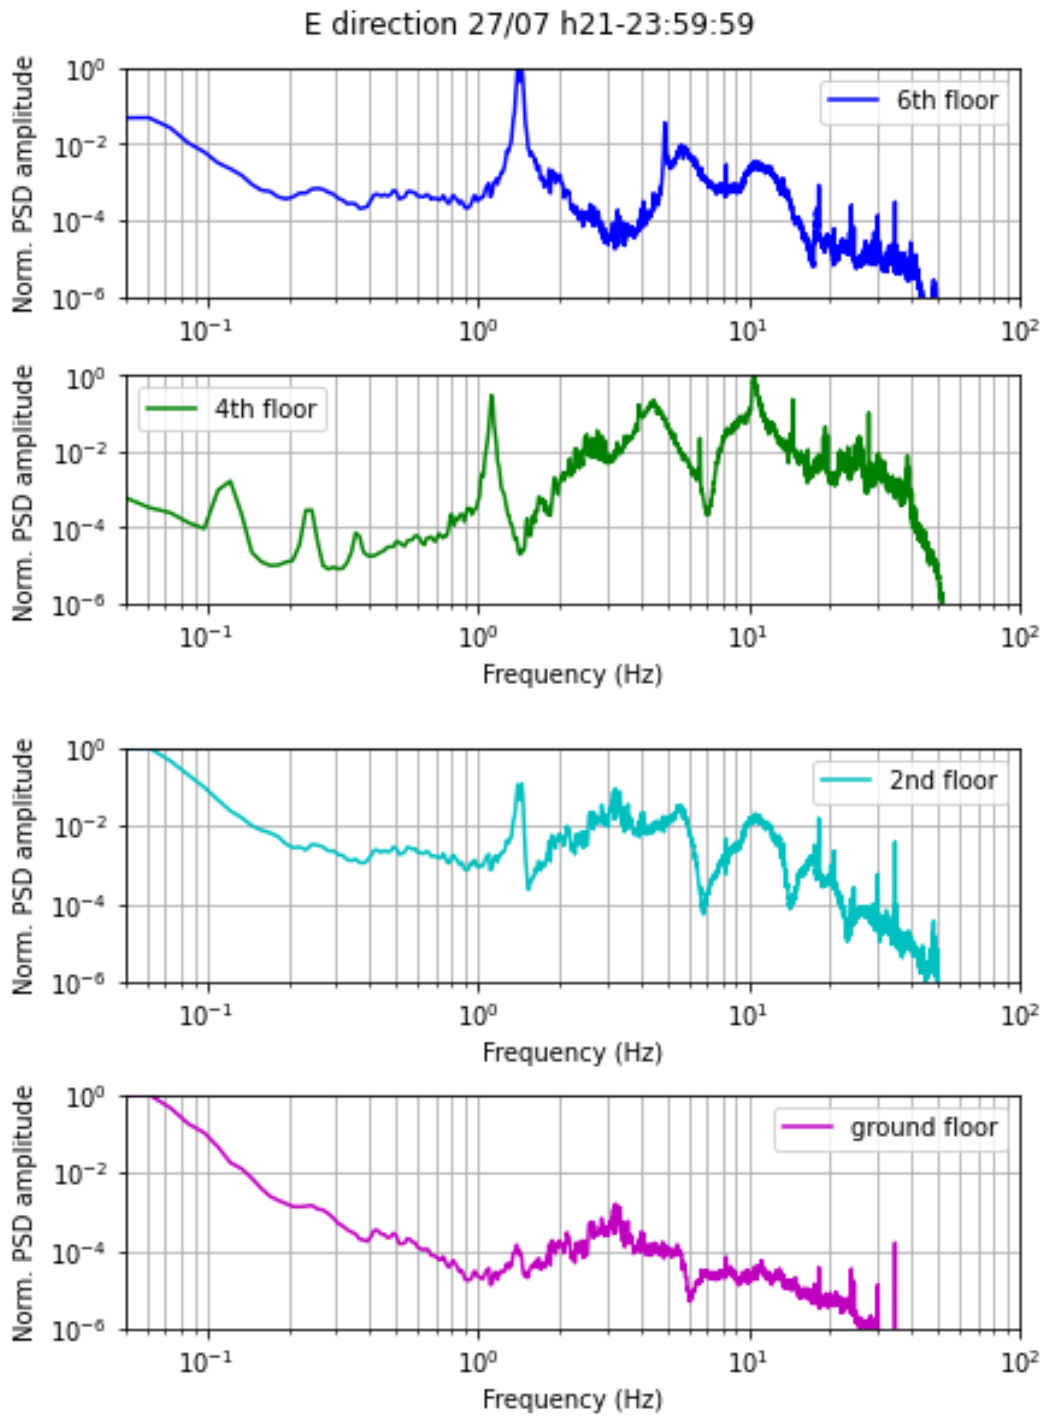 E direction 27/07 h21-23:59:59
Norm. PSD amplitude
10⁰
10⁻²
10⁻⁴
10⁻⁶
6th floor
10⁻¹ 10⁰ 10¹ 10²
Norm. PSD amplitude
10⁰
10⁻²
10⁻⁴
10⁻⁶
4th floor
10⁻¹ 10⁰ 10¹ 10²
Frequency (Hz)
Norm. PSD amplitude
10⁰
10⁻²
10⁻⁴
10⁻⁶
2nd floor
10⁻¹ 10⁰ 10¹ 10²
Frequency (Hz)
Norm. PSD amplitude
10⁰
10⁻²
10⁻⁴
10⁻⁶
ground floor
10⁻¹ 10⁰ 10¹ 10²
Frequency (Hz)